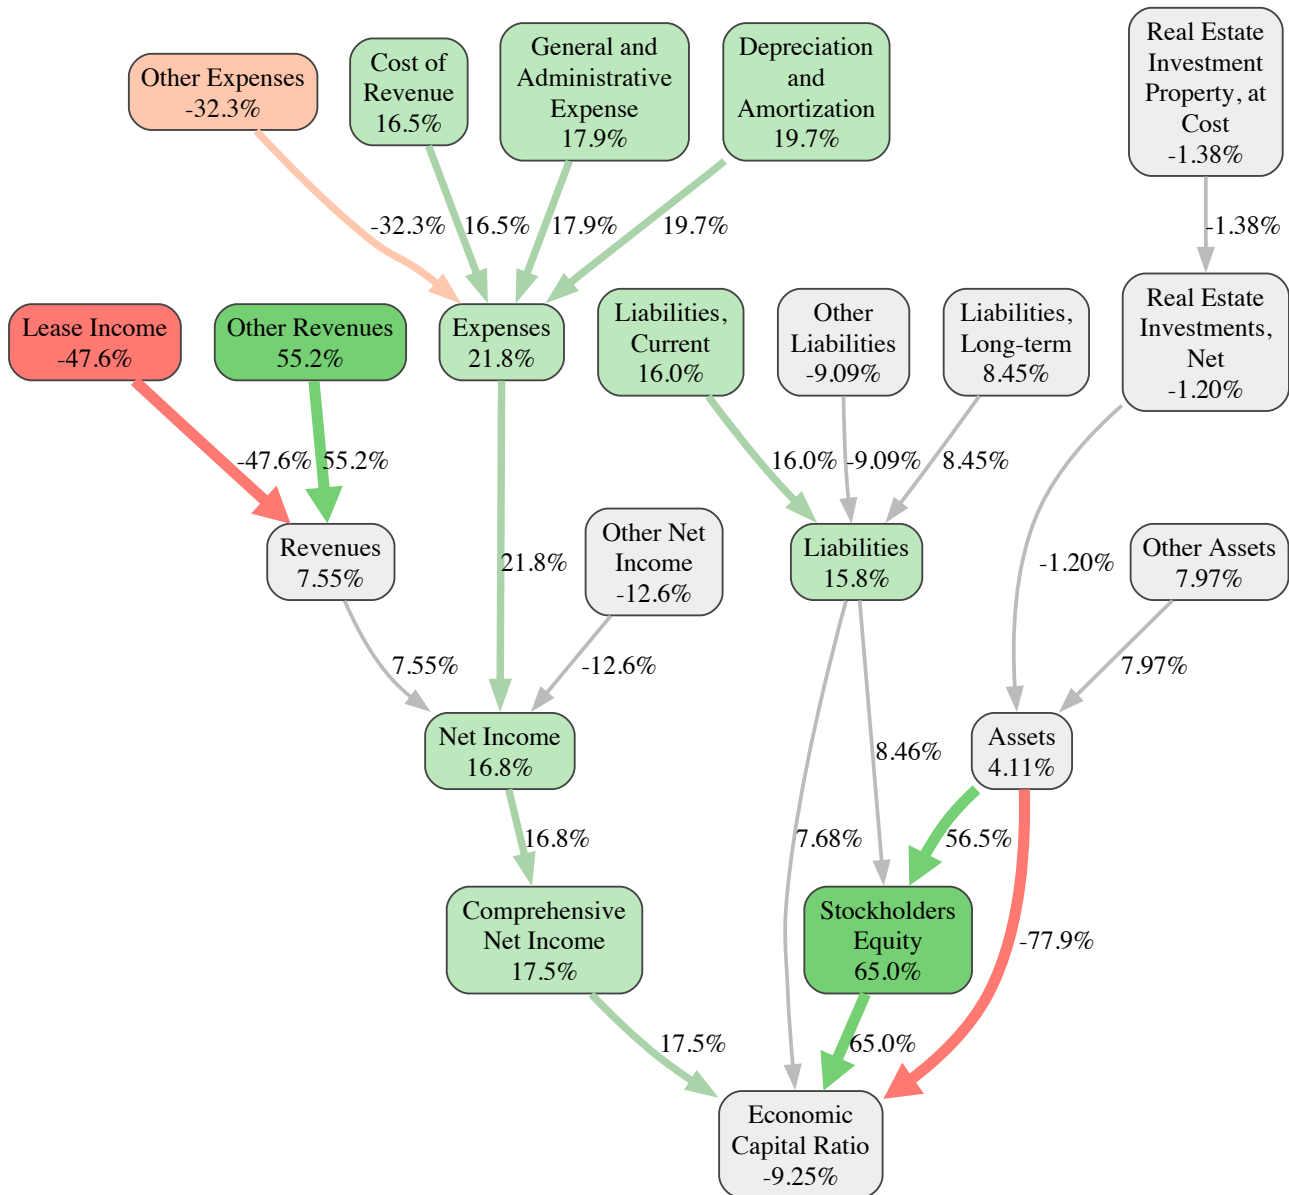 Other Expenses
-32.3%
Cost of
Revenue
16.5%
General and
Administrative
Expense
17.9%
Depreciation
and
Amortization
19.7%
Real Estate
Investment
Property, at
Cost
-1.38%
-32.3%
16.5%
17.9%
19.7%
-1.38%
Lease Income
-47.6%
Other Revenues
55.2%
Expenses
21.8%
Liabilities,
Current
16.0%
Other
Liabilities
-9.09%
Liabilities,
Long-term
8.45%
Real Estate
Investments,
Net
-1.20%
-47.6%
55.2%
16.0%
-9.09%
8.45%
Revenues
7.55%
21.8%
Other Net
Income
-12.6%
Liabilities
15.8%
-1.20%
Other Assets
7.97%
7.55%
-12.6%
7.97%
Net Income
16.8%
8.46%
Assets
4.11%
16.8%
7.68%
56.5%
Comprehensive
Net Income
17.5%
Stockholders
Equity
65.0%
-77.9%
17.5%
65.0%
Economic
Capital Ratio
-9.25%